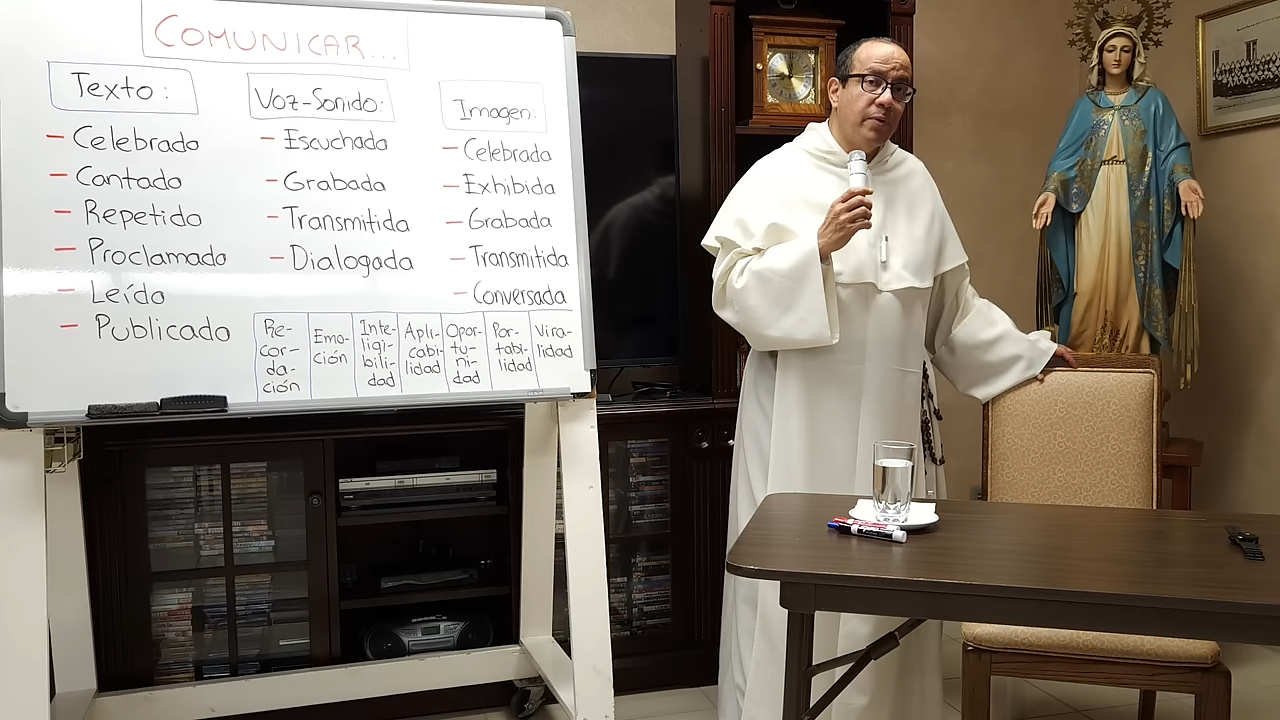 COMUNICAR...
Texto:
- Celebrado
- Cantado
- Repetido
- Proclamado
- Leído
- Publicado
Voz-Sonido:
- Escuchada
- Grabada
- Transmitida
- Dialogada
Imagen:
- Celebrada
- Exhibida
- Grabada
- Transmitida
- Conversada
Re-
cor-
da-
ción
Emo-
ción
Inte-
ligi-
bili-
dad
Apli-
cabi-
lidad
Opor-
tu-
ni-
dad
Por-
tabi-
lidad
Vira-
lidad